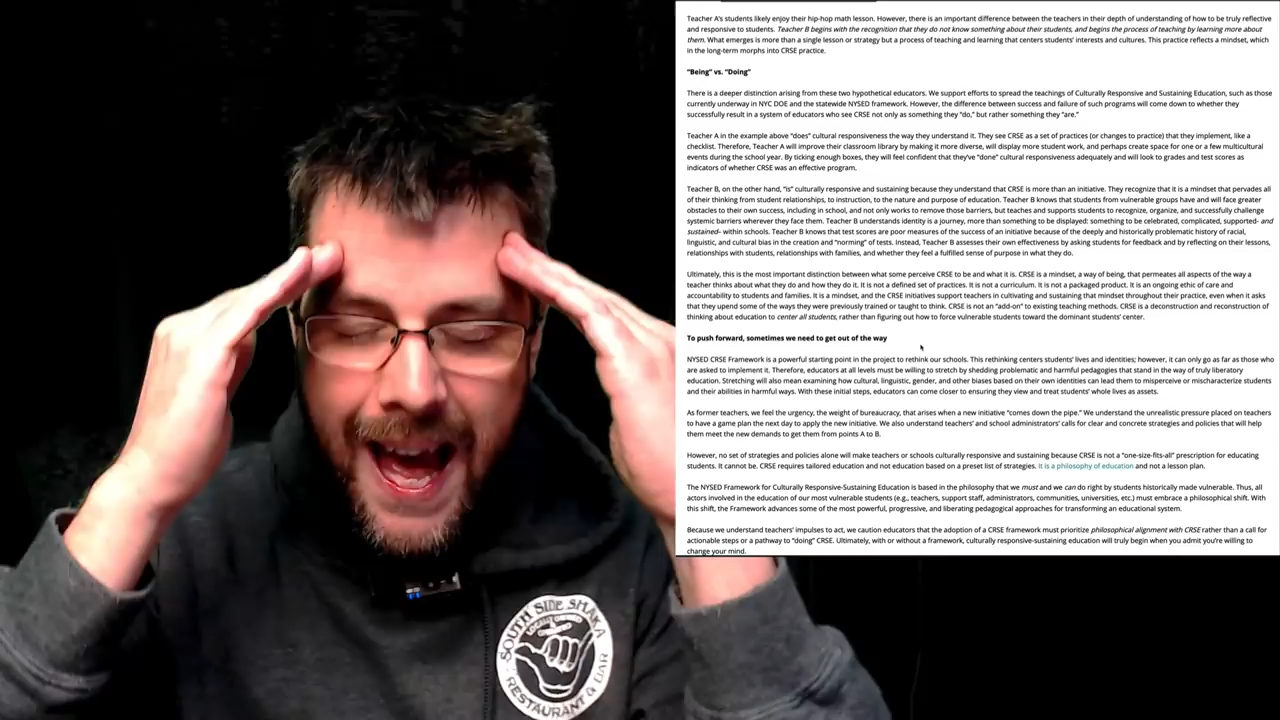 Teacher A's students likely enjoy their hip-hop math lesson. However, there is an important difference between the teachers in their depth of understanding of how to be truly reflective
and responsive to students. Teacher B begins with the recognition that they do not know something about their students, and begins the process of teaching by learning more about
them. What emerges is more than a single lesson or strategy but a process of teaching and learning that centers students' interests and cultures. This practice reflects a mindset, which
in the long-term morphs into CRSE practice.
"Being" vs. "Doing"
There is a deeper distinction arising from these two hypothetical educators. We support efforts to spread the teachings of Culturally Responsive and Sustaining Education, such as those
currently underway in NYC DOE and the statewide NYSED framework. However, the difference between success and failure of such programs will come down to whether they
successfully result in a system of educators who see CRSE not only as something they "do," but rather something they "are."
Teacher A in the example above "does" cultural responsiveness the way they understand it. They see CRSE as a set of practices (or changes to practice) that they implement, like a
checklist. Therefore, Teacher A will improve their classroom library by making it more diverse, will display more student work, and perhaps create space for one or a few multicultural
events during the school year. By ticking enough boxes, they will feel confident that they've "done" cultural responsiveness adequately and will look to grades and test scores as
indicators of whether CRSE was an effective program.
Teacher B, on the other hand, "is" culturally responsive and sustaining because they understand that CRSE is more than an initiative. They recognize that it is a mindset that pervades all
of their thinking from student relationships, to instruction, to the nature and purpose of education. Teacher B knows that students from vulnerable groups have and will face greater
obstacles to their own success, including in school, and not only works to remove those barriers, but teaches and supports students to recognize, organize, and successfully challenge
systemic barriers wherever they face them. Teacher B understands identity is a journey, more than something to be displayed: something to be celebrated, complicated, supported- and
sustained- within schools. Teacher B knows that test scores are poor measures of the success of an initiative because of the deeply and historically problematic history of racial,
linguistic, and cultural bias in the creation and "norming" of tests. Instead, Teacher B assesses their own effectiveness by asking students for feedback and by reflecting on their lessons,
relationships with students, relationships with families, and whether they feel a fulfilled sense of purpose in what they do.
Ultimately, this is the most important distinction between what some perceive CRSE to be and what it is. CRSE is a mindset, a way of being, that permeates all aspects of the way a
teacher thinks about what they do and how they do it. It is not a defined set of practices. It is not a curriculum. It is not a packaged product. It is an ongoing ethic of care and
accountability to students and families. It is a mindset, and the CRSE initiatives support teachers in cultivating and sustaining that mindset throughout their practice, even when it asks
that they upend some of the ways they were previously trained or taught to think. CRSE is not an "add-on" to existing teaching methods. CRSE is a deconstruction and reconstruction of
thinking about education to center all students, rather than figuring out how to force vulnerable students toward the dominant students' center.
To push forward, sometimes we need to get out of the way
NYSED CRSE Framework is a powerful starting point in the project to rethink our schools. This rethinking centers students' lives and identities; however, it can only go as far as those who
are asked to implement it. Therefore, educators at all levels must be willing to stretch by shedding problematic and harmful pedagogies that stand in the way of truly liberatory
education. Stretching will also mean examining how cultural, linguistic, gender, and other biases based on their own identities can lead them to misperceive or mischaracterize students
and their abilities in harmful ways. With these initial steps, educators can come closer to ensuring they view and treat students' whole lives as assets.
As former teachers, we feel the urgency, the weight of bureaucracy, that arises when a new initiative "comes down the pipe." We understand the unrealistic pressure placed on teachers
to have a game plan the next day to apply the new initiative. We also understand teachers' and school administrators' calls for clear and concrete strategies and policies that will help
them meet the new demands to get them from points A to B.
However, no set of strategies and policies alone will make teachers or schools culturally responsive and sustaining because CRSE is not a "one-size-fits-all" prescription for educating
students. It cannot be. CRSE requires tailored education and not education based on a preset list of strategies. It is a philosophy of education and not a lesson plan.
The NYSED Framework for Culturally Responsive-Sustaining Education is based in the philosophy that we must and we can do right by students historically made vulnerable. Thus, all
actors involved in the education of our most vulnerable students (e.g., teachers, support staff, administrators, communities, universities, etc.) must embrace a philosophical shift. With
this shift, the Framework advances some of the most powerful, progressive, and liberating pedagogical approaches for transforming an educational system.
Because we understand teachers' impulses to act, we caution educators that the adoption of a CRSE framework must prioritize philosophical alignment with CRSE rather than a call for
actionable steps or a pathway to "doing" CRSE. Ultimately, with or without a framework, culturally responsive-sustaining education will truly begin when you admit you're willing to
change your mind.
SOUTH SIDE SHAKA
LOCALLY OWNED
RESTAURANT & BAR